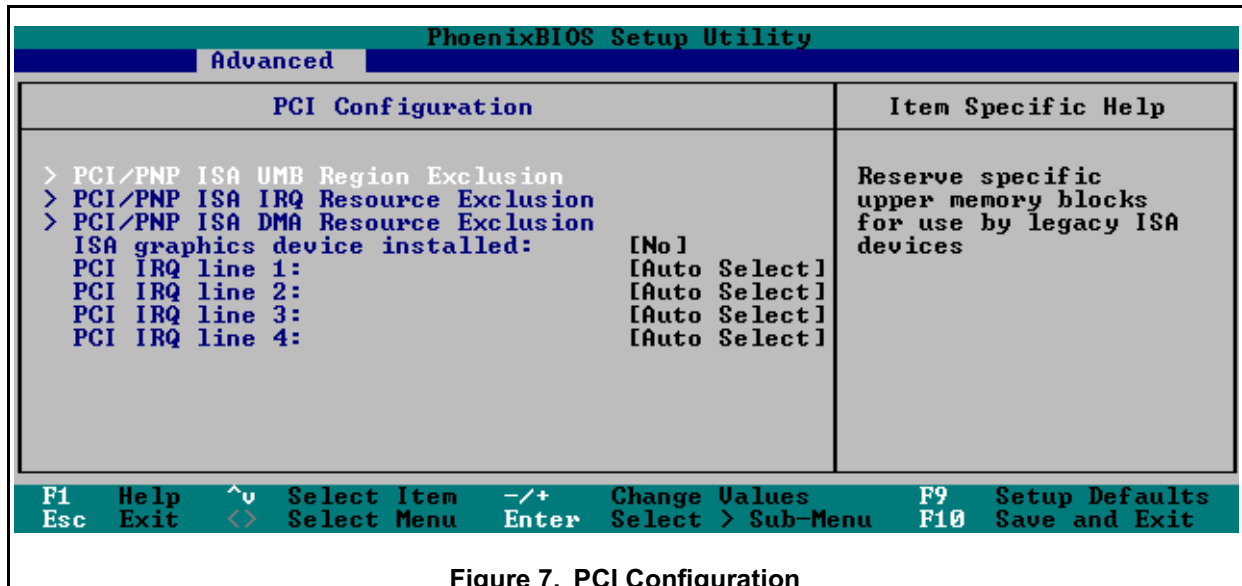 PhoenixBIOS Setup Utility
Advanced
PCI Configuration
Item Specific Help
> PCI/PNP ISA UMB Region Exclusion
> PCI/PNP ISA IRQ Resource Exclusion
> PCI/PNP ISA DMA Resource Exclusion
ISA graphics device installed: [No]
PCI IRQ line 1: [Auto Select]
PCI IRQ line 2: [Auto Select]
PCI IRQ line 3: [Auto Select]
PCI IRQ line 4: [Auto Select]
Reserve specific
upper memory blocks
for use by legacy ISA
devices
F1 Help ^v Select Item -/+ Change Values F9 Setup Defaults
Esc Exit <> Select Menu Enter Select > Sub-Menu F10 Save and Exit
Figure 7. PCI Configuration